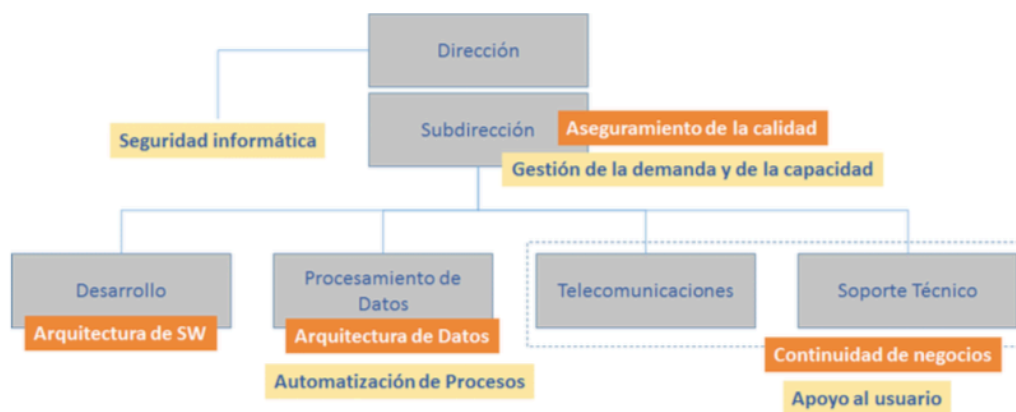 Dirección
Subdirección
Aseguramiento de la calidad
Seguridad informática
Gestión de la demanda y de la capacidad
Desarrollo
Arquitectura de SW
Procesamiento de
Datos
Arquitectura de Datos
Automatización de Procesos
Telecomunicaciones
Soporte Técnico
Continuidad de negocios
Apoyo al usuario